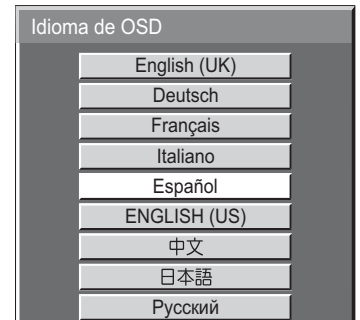 Idioma de OSD
English (UK)
Deutsch
Français
Italiano
Español
ENGLISH (US)
中文
日本語
Русский